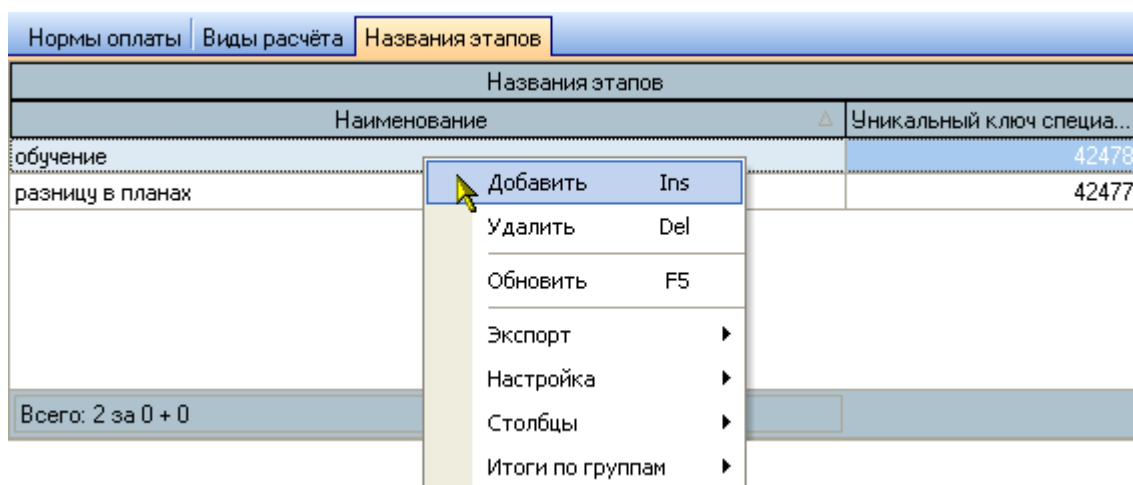 Нормы оплаты Виды расчёта Названия этапов
Названия этапов
Наименование Уникальный ключ специа...
обучение 42478
разницу в планах 42477
Добавить Ins
Удалить Del
Обновить F5
Экспорт
Настройка
Столбцы
Итоги по группам
Всего: 2 за 0 + 0